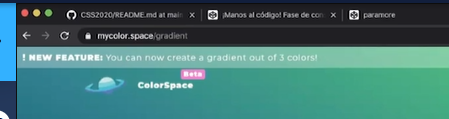 CSS2020/README.md at main
¡Manos al código! Fase de con
paramore
mycolor.space/gradient
! NEW FEATURE: You can now create a gradient out of 3 colors!
Beta
ColorSpace